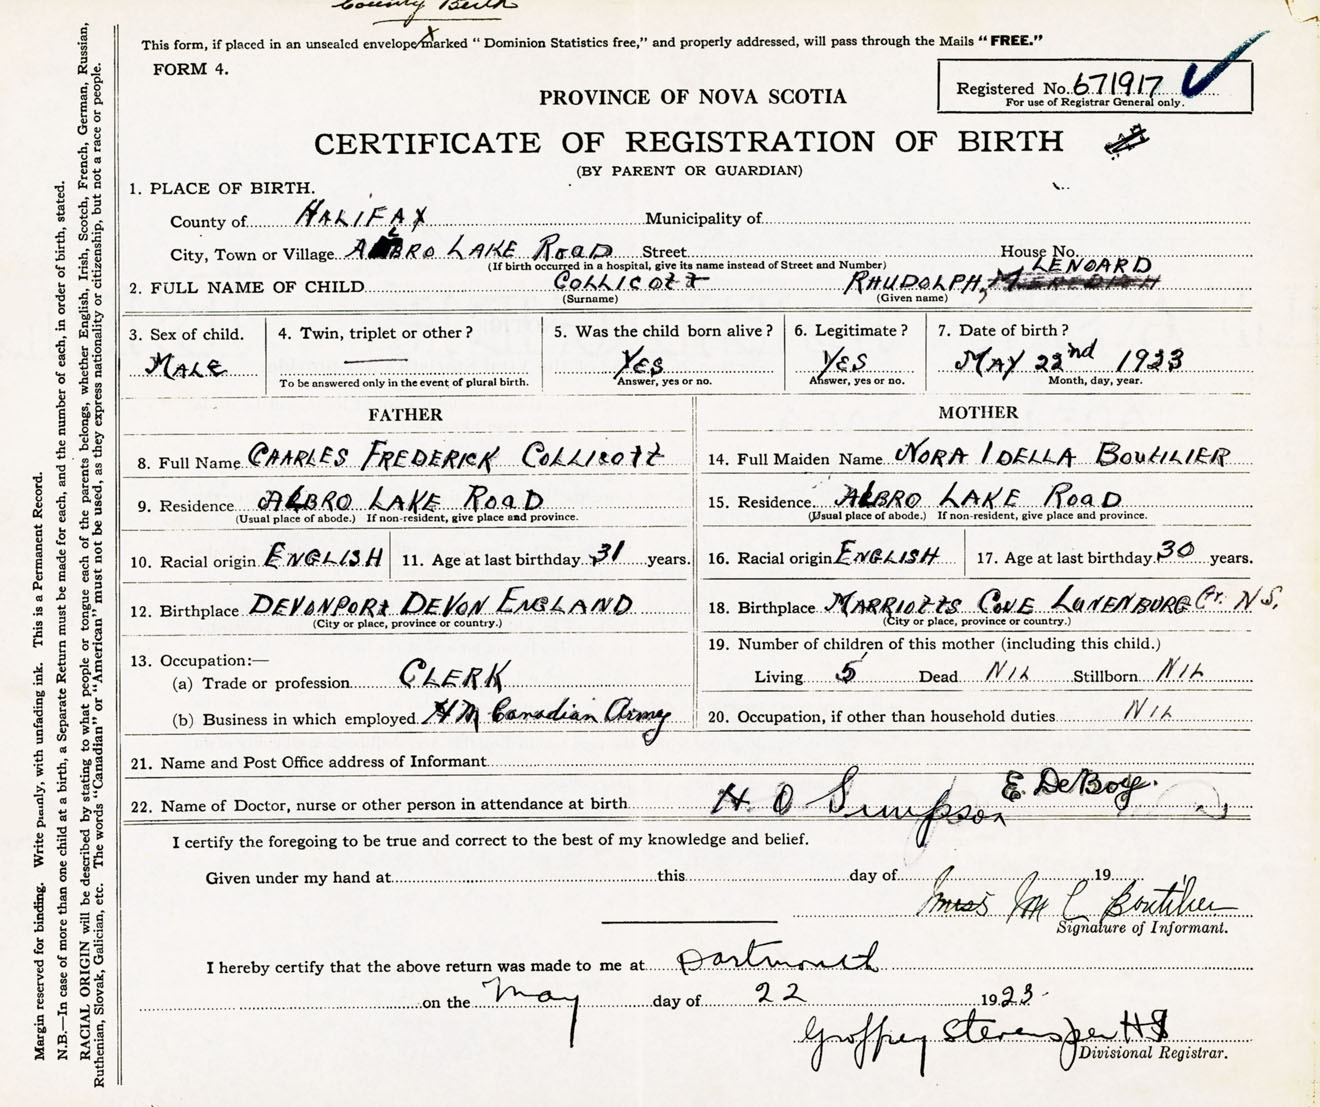 County Birth
This form, if placed in an unsealed envelope marked " Dominion Statistics free," and properly addressed, will pass through the Mails " FREE."
FORM 4.
Registered No. 671917
For use of Registrar General only.
PROVINCE OF NOVA SCOTIA
CERTIFICATE OF REGISTRATION OF BIRTH
(BY PARENT OR GUARDIAN)
1. PLACE OF BIRTH.
County of HALIFAX Municipality of
City, Town or Village ALBRO LAKE ROAD Street House No.
(If birth occurred in a hospital, give its name instead of Street and Number)
LENOARD
2. FULL NAME OF CHILD COLLICOTT RHUDOLPH, MEREDITH
(Surname) (Given name)
3. Sex of child. 4. Twin, triplet or other? 5. Was the child born alive? 6. Legitimate? 7. Date of birth?
MALE YES YES MAY 22nd 1923
To be answered only in the event of plural birth. Answer, yes or no. Answer, yes or no. Month, day, year.
FATHER MOTHER
8. Full Name CHARLES FREDERICK COLLICOTT 14. Full Maiden Name NORA IDELLA BOUTILIER
9. Residence ALBRO LAKE ROAD 15. Residence ALBRO LAKE ROAD
(Usual place of abode.) If non-resident, give place and province. (Usual place of abode.) If non-resident, give place and province.
10. Racial origin ENGLISH 11. Age at last birthday 31 years. 16. Racial origin ENGLISH 17. Age at last birthday 30 years.
12. Birthplace DEVONPORT DEVON ENGLAND 18. Birthplace MARRIOTTS COVE LUNENBURG Co. N S.
(City or place, province or country.) (City or place, province or country.)
19. Number of children of this mother (including this child.)
13. Occupation:—
(a) Trade or profession CLERK Living 5 Dead NIL Stillborn NIL
(b) Business in which employed HM Canadian Army 20. Occupation, if other than household duties NIL
21. Name and Post Office address of Informant
22. Name of Doctor, nurse or other person in attendance at birth H O Simpson E. DeBoy.
I certify the foregoing to be true and correct to the best of my knowledge and belief.
Given under my hand at this day of 19
Miss M L Boutilier
Signature of Informant.
I hereby certify that the above return was made to me at Dartmouth
on the May day of 22 1923.
Geoffrey Stevens per HS
Divisional Registrar.
Margin reserved for binding. Write plainly, with unfading ink. This is a Permanent Record.
N.B.—In case of more than one child at a birth, a Separate Return must be made for each, and the number of each, in order of birth, stated.
RACIAL ORIGIN will be described by stating to what people or tongue each of the parents belongs, whether English, Irish, Scotch, French, German, Russian,
Ruthenian, Slovak, Galician, etc. The words "Canadian" or "American" must not be used, as they express nationality or citizenship, but not a race or people.